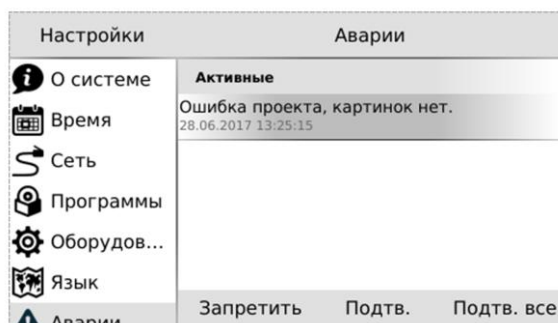 Настройки
Аварии
О системе
Время
Сеть
Программы
Оборудов...
Язык
Аварии
Активные
Ошибка проекта, картинок нет.
28.06.2017 13:25:15
Запретить
Подтв.
Подтв. все